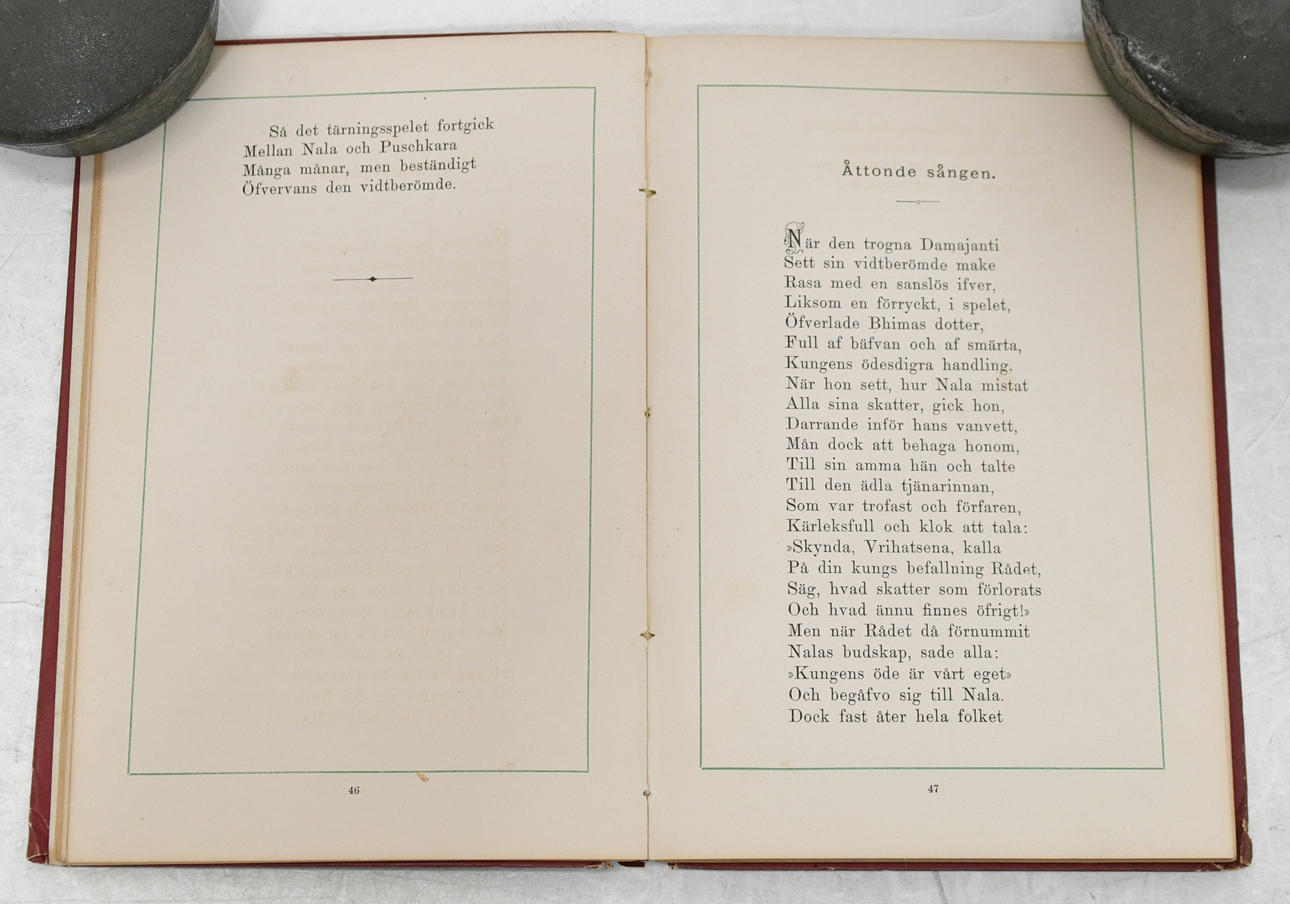 Så det tärningsspelet fortgick
Mellan Nala och Puschkara
Många månar, men beständigt
Öfvervans den vidtberömde.
46
Åttonde sången.
När den trogna Damajanti
Sett sin vidtberömde make
Rasa med en sanslös ifver,
Liksom en förryckt, i spelet,
Öfverlade Bhimas dotter,
Full af bäfvan och af smärta,
Kungens ödesdigra handling.
När hon sett, hur Nala mistat
Alla sina skatter, gick hon,
Darrande inför hans vanvett,
Mån dock att behaga honom,
Till sin amma hän och talte
Till den ädla tjänarinnan,
Som var trofast och förfaren,
Kärleksfull och klok att tala:
»Skynda, Vrihatsena, kalla
På din kungs befallning Rådet,
Säg, hvad skatter som förlorats
Och hvad ännu finnes öfrigt!»
Men när Rådet då förnummit
Nalas budskap, sade alla:
»Kungens öde är vårt eget»
Och begåfvo sig till Nala.
Dock fast åter hela folket
47